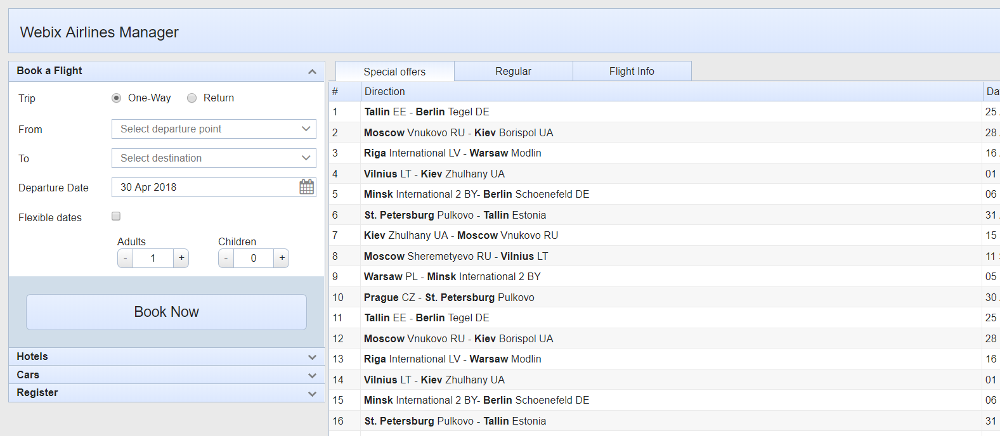 Webix Airlines Manager
Book a Flight
Trip One-Way Return
From Select departure point
To Select destination
Departure Date 30 Apr 2018
Flexible dates
Adults Children
- 1 + - 0 +
Book Now
Hotels
Cars
Register
Special offers Regular Flight Info
# Direction
1 Tallin EE - Berlin Tegel DE 25
2 Moscow Vnukovo RU - Kiev Borispol UA 28
3 Riga International LV - Warsaw Modlin 16
4 Vilnius LT - Kiev Zhulhany UA 01
5 Minsk International 2 BY- Berlin Schoenefeld DE 06
6 St. Petersburg Pulkovo - Tallin Estonia 31
7 Kiev Zhulhany UA - Moscow Vnukovo RU 15
8 Moscow Sheremetyevo RU - Vilnius LT 11
9 Warsaw PL - Minsk International 2 BY 05
10 Prague CZ - St. Petersburg Pulkovo 30
11 Tallin EE - Berlin Tegel DE 25
12 Moscow Vnukovo RU - Kiev Borispol UA 28
13 Riga International LV - Warsaw Modlin 16
14 Vilnius LT - Kiev Zhulhany UA 01
15 Minsk International 2 BY- Berlin Schoenefeld DE 06
16 St. Petersburg Pulkovo - Tallin Estonia 31